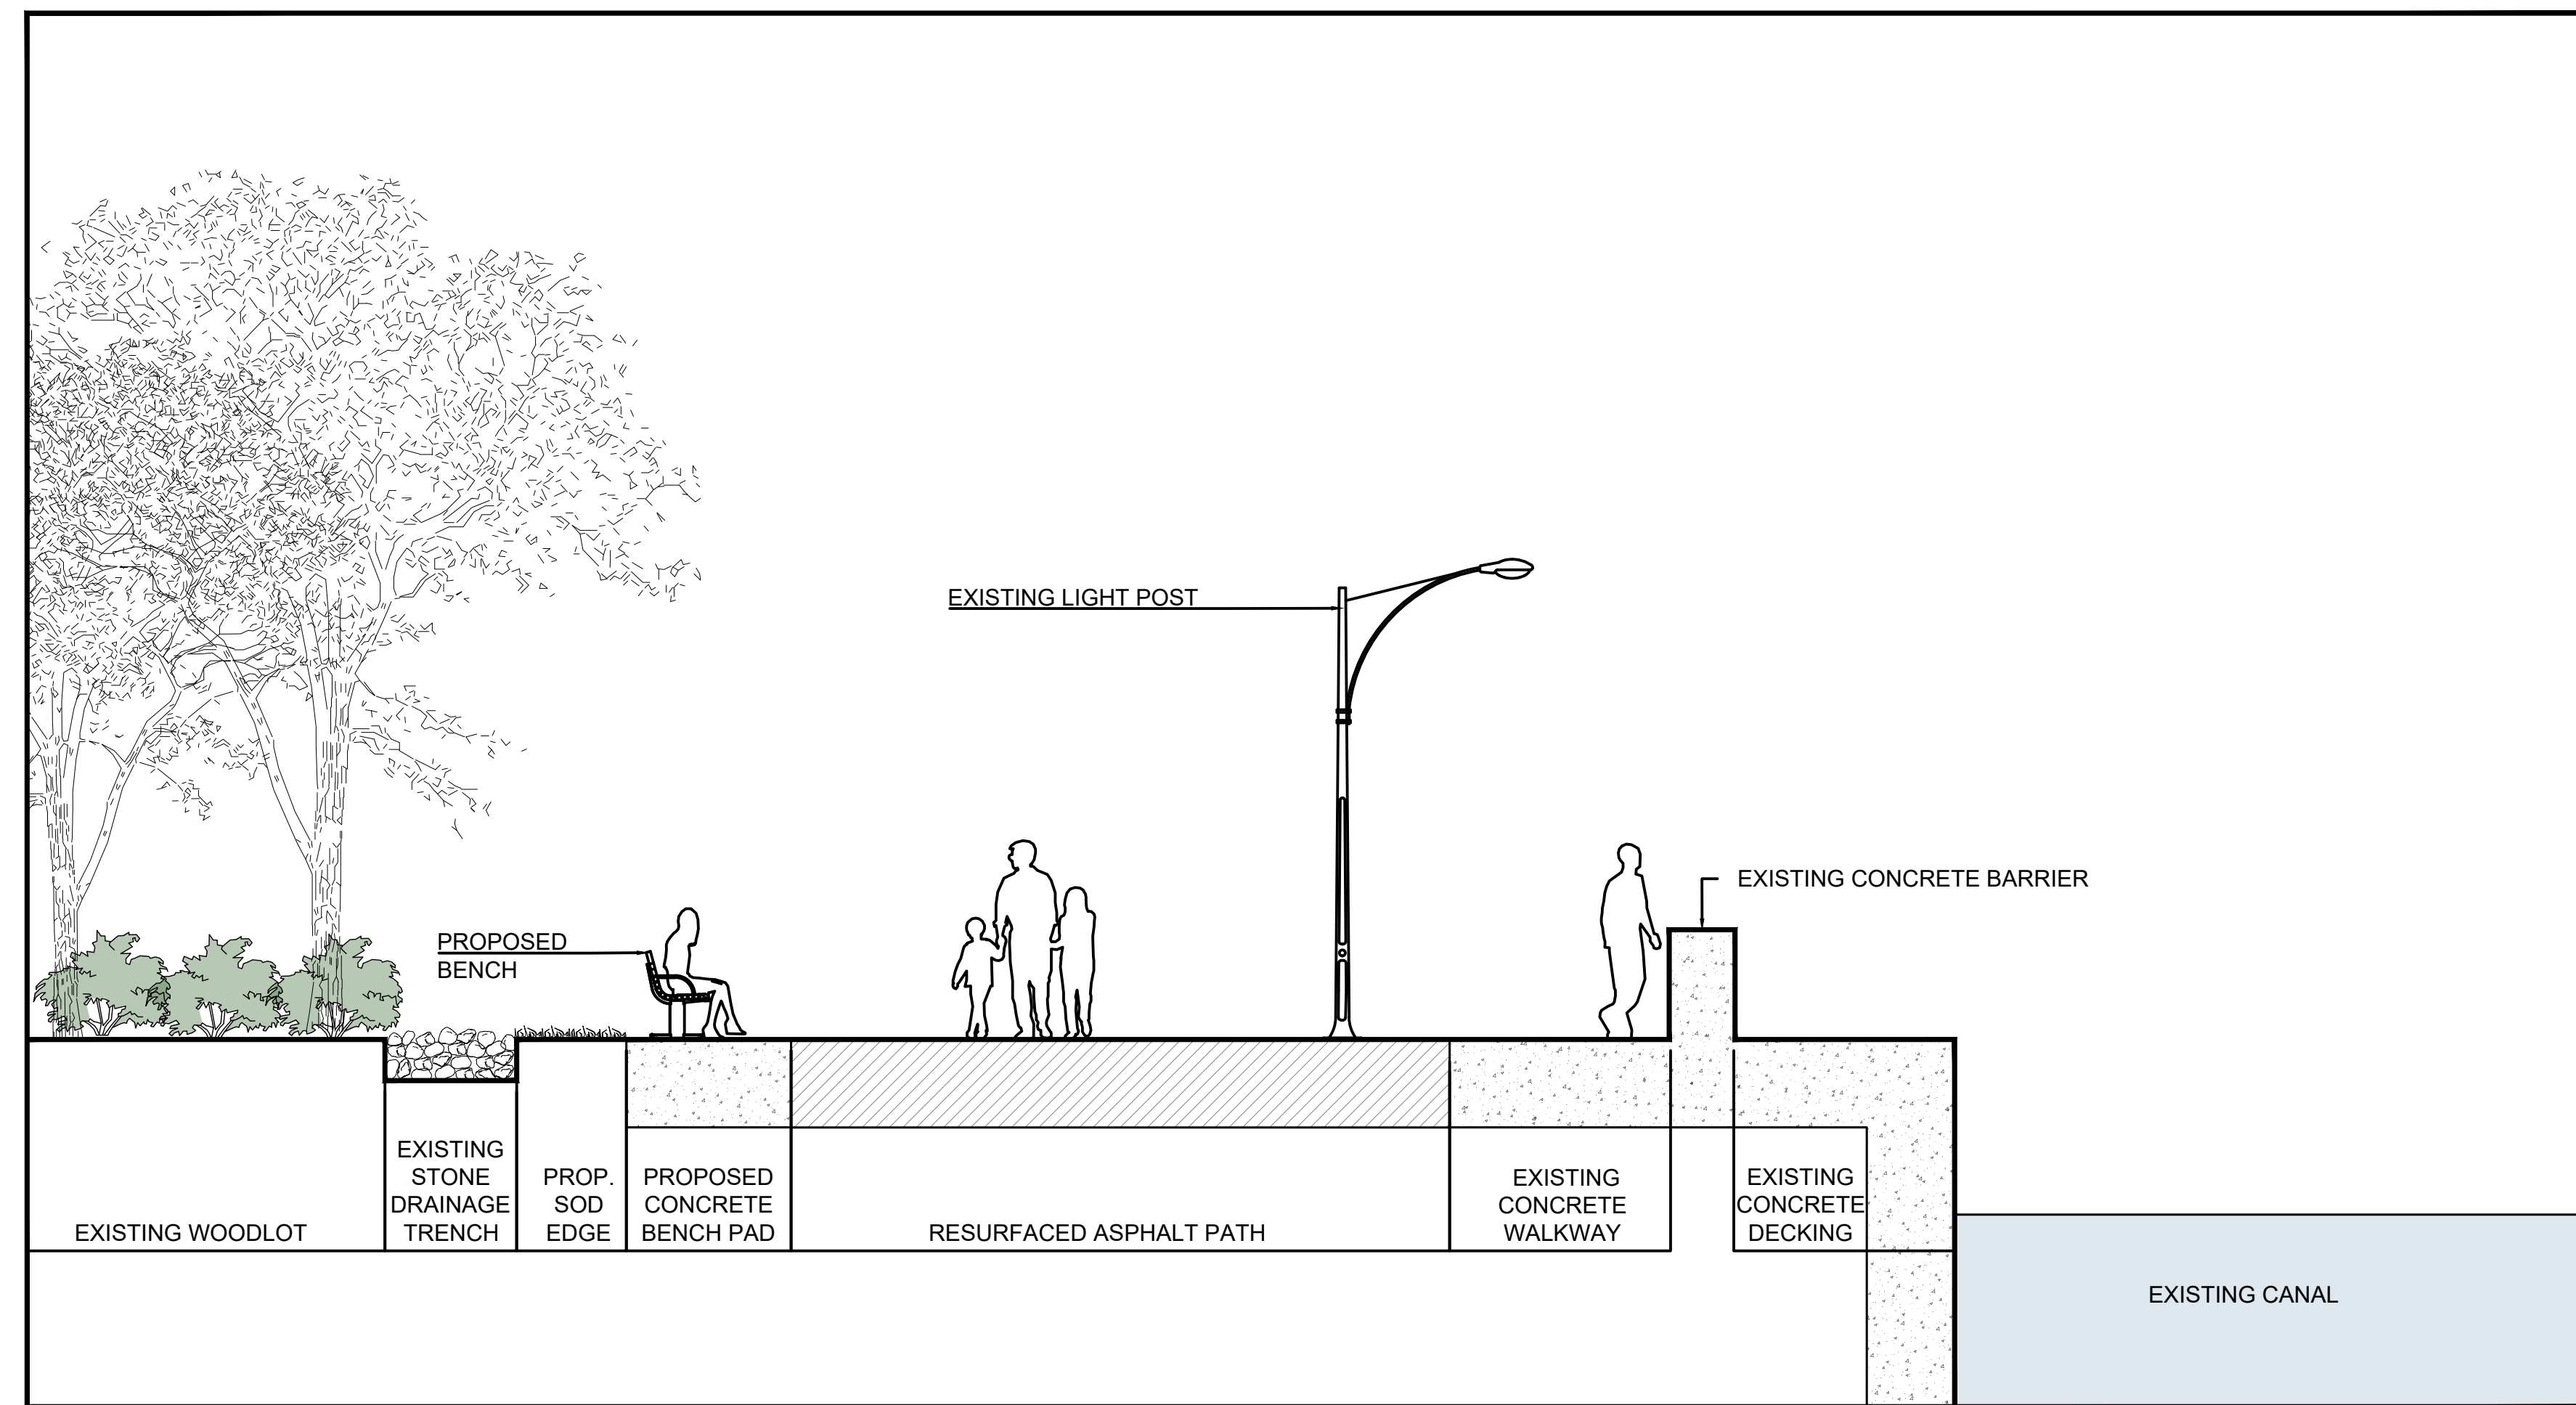 EXISTING LIGHT POST
EXISTING CONCRETE BARRIER
PROPOSED
BENCH
EXISTING WOODLOT
EXISTING
STONE
DRAINAGE
TRENCH
PROP.
SOD
EDGE
PROPOSED
CONCRETE
BENCH PAD
RESURFACED ASPHALT PATH
EXISTING
CONCRETE
WALKWAY
EXISTING
CONCRETE
DECKING
EXISTING CANAL